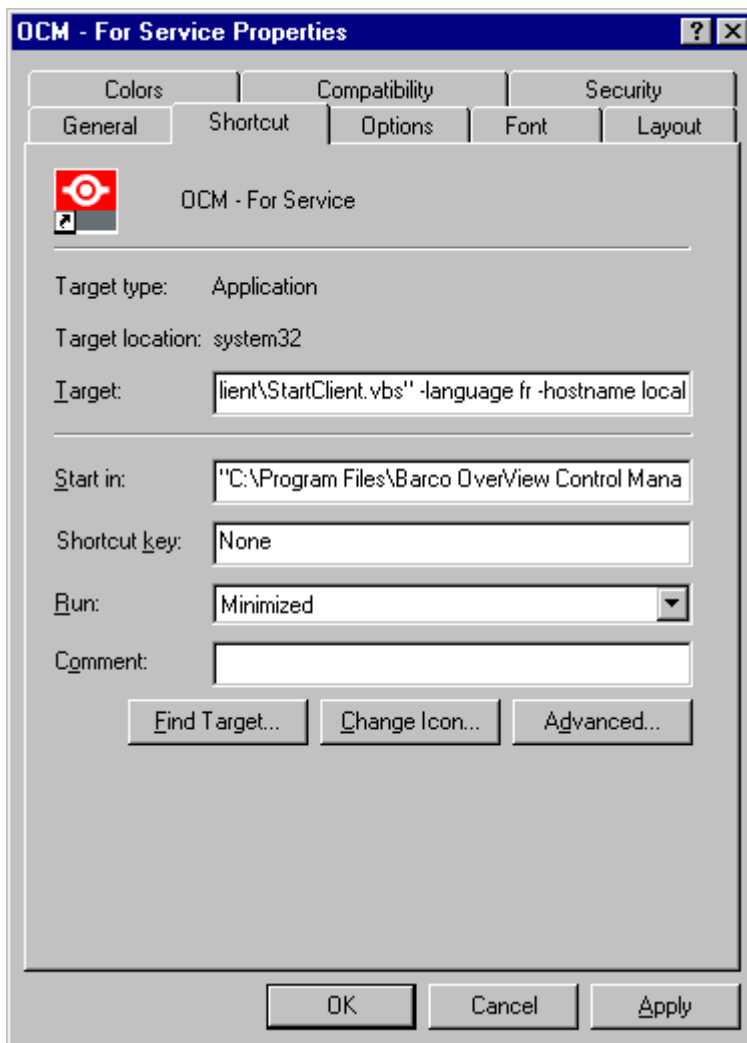 OCM - For Service Properties
Colors Compatibility Security
General Shortcut Options Font Layout
OCM - For Service
Target type: Application
Target location: system32
Target: lient\StartClient.vbs" -language fr -hostname local
Start in: "C:\Program Files\Barco OverView Control Mana
Shortcut key: None
Run: Minimized
Comment:
Find Target... Change Icon... Advanced...
OK Cancel Apply